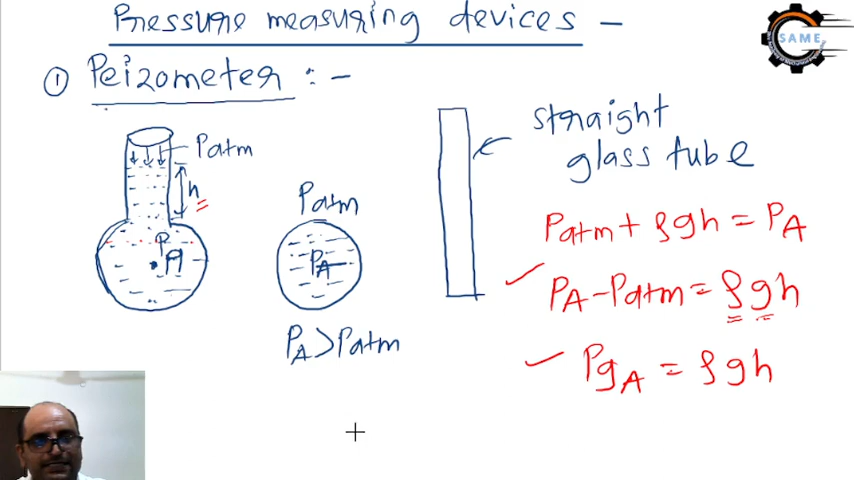 Pressure measuring devices -
SAME
① Peizometer :-
Patm
h
P
A
Patm
PA
PA>Patm
straight
glass tube
Patm + ρgh = PA
PA - Patm = ρgh
PgA = ρgh